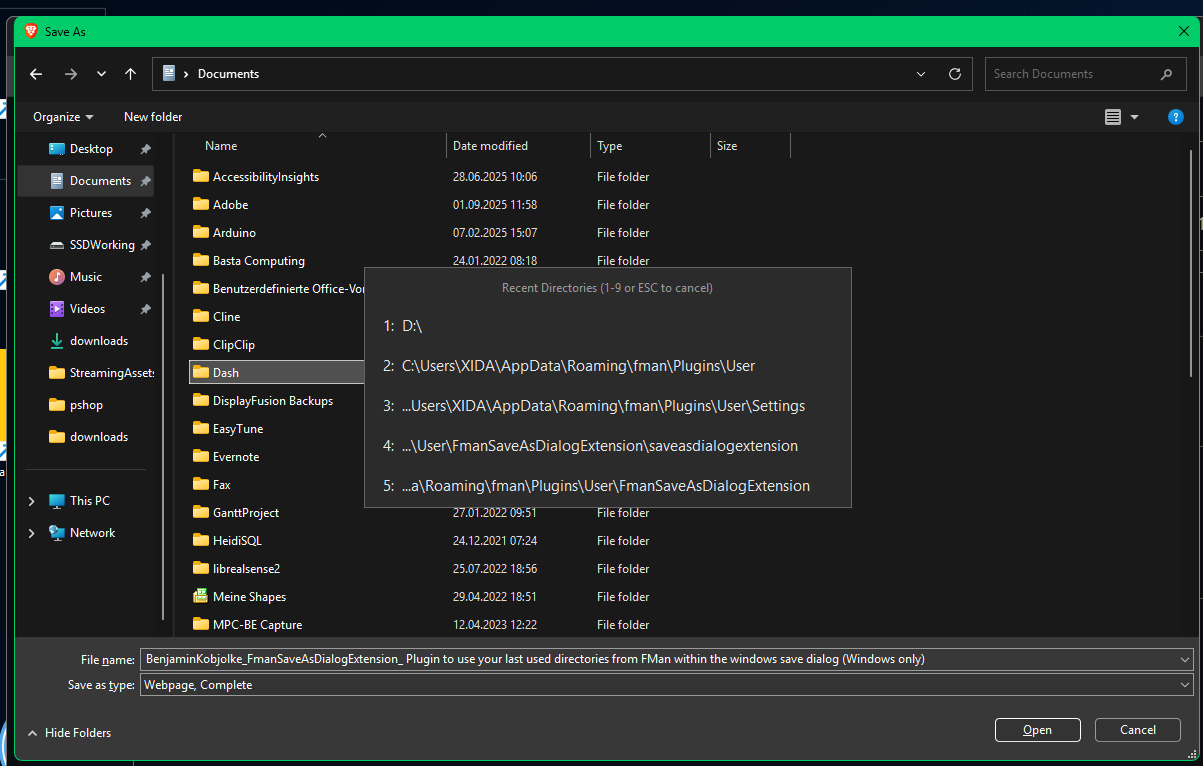 Save As
Documents
Search Documents
Organize
New folder
?
Desktop
Documents
Pictures
SSDWorking
Music
Videos
downloads
StreamingAssets
pshop
downloads
This PC
Network
Name Date modified Type Size
AccessibilityInsights 28.06.2025 10:06 File folder
Adobe 01.09.2025 11:58 File folder
Arduino 07.02.2025 15:07 File folder
Basta Computing 24.01.2022 08:18 File folder
Benutzerdefinierte Office-Vor
Cline
ClipClip
Dash
DisplayFusion Backups
EasyTune
Evernote
Fax
GanttProject 27.01.2022 09:51 File folder
HeidiSQL 24.12.2021 07:24 File folder
librealsense2 25.07.2022 18:56 File folder
Meine Shapes 29.04.2022 18:51 File folder
MPC-BE Capture 12.04.2023 12:22 File folder
Recent Directories (1-9 or ESC to cancel)
1: D:\
2: C:\Users\XIDA\AppData\Roaming\fman\Plugins\User
3: ...Users\XIDA\AppData\Roaming\fman\Plugins\User\Settings
4: ...\User\FmanSaveAsDialogExtension\saveasdialogextension
5: ...a\Roaming\fman\Plugins\User\FmanSaveAsDialogExtension
File name: BenjaminKobjolke_FmanSaveAsDialogExtension_ Plugin to use your last used directories from FMan within the windows save dialog (Windows only)
Save as type: Webpage, Complete
Hide Folders
Open
Cancel